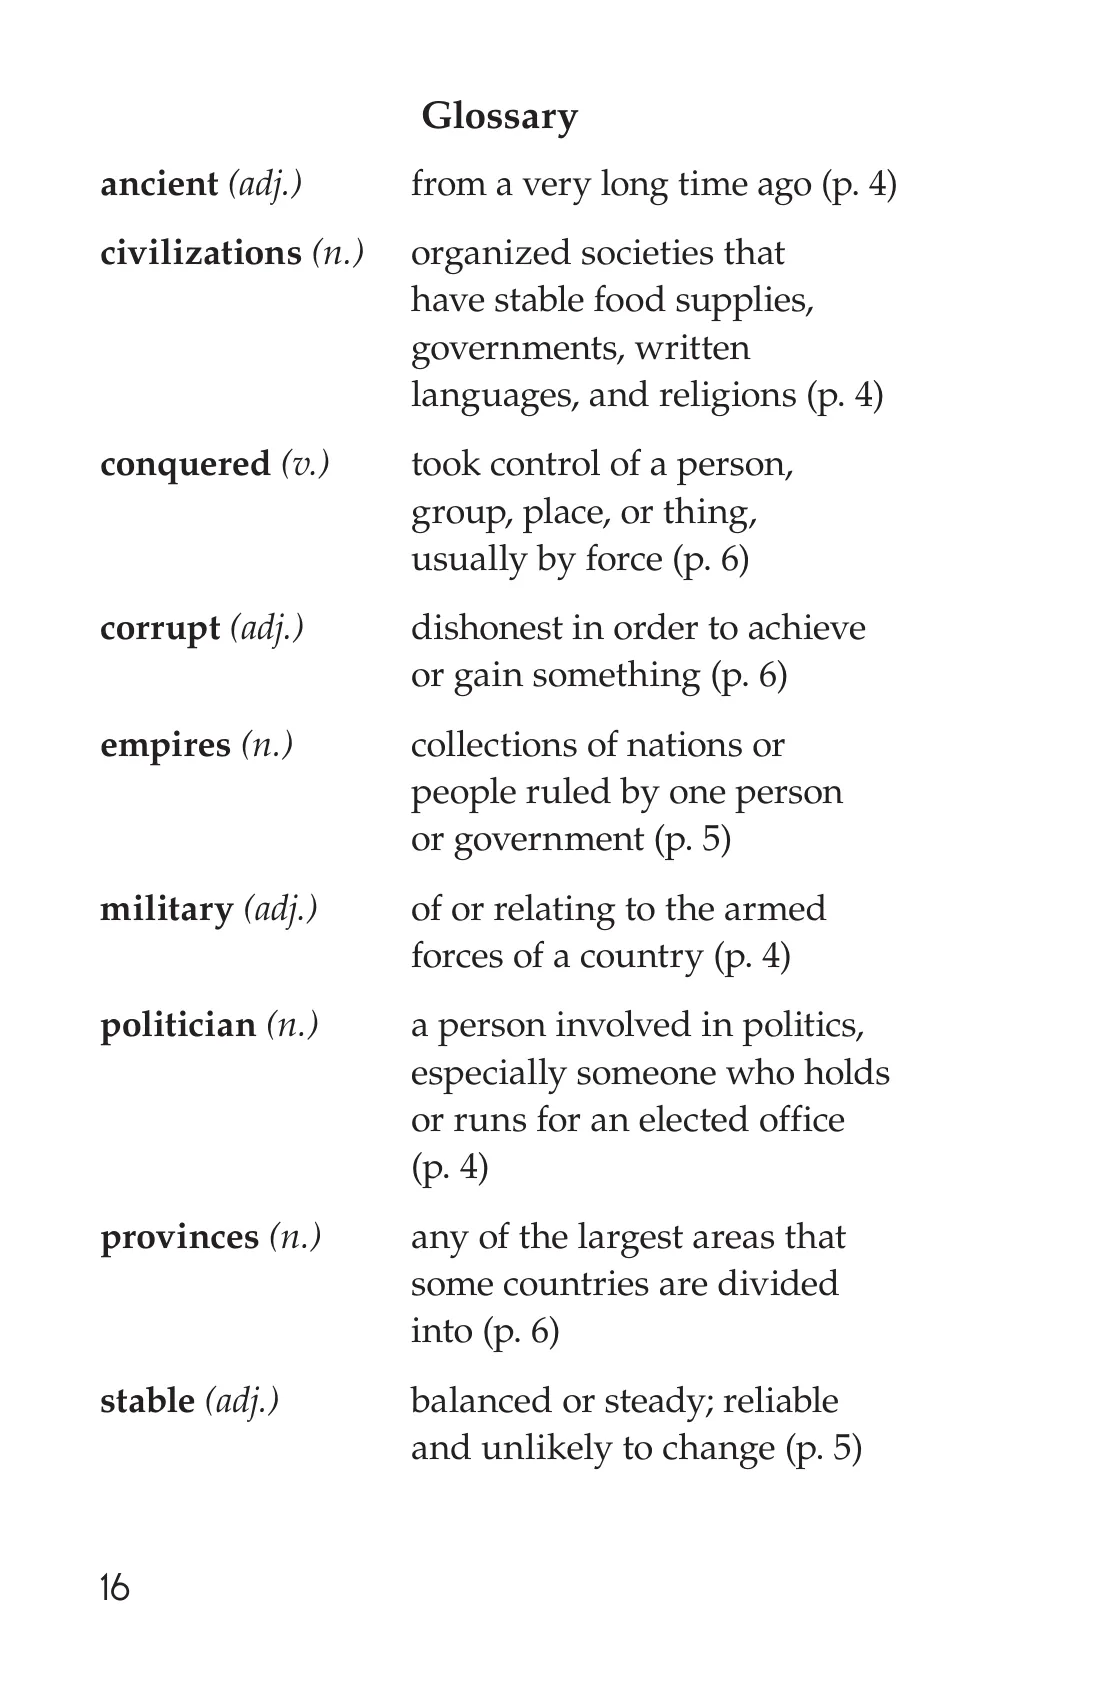 Glossary
ancient (adj.) from a very long time ago (p. 4)
civilizations (n.) organized societies that
have stable food supplies,
governments, written
languages, and religions (p. 4)
conquered (v.) took control of a person,
group, place, or thing,
usually by force (p. 6)
corrupt (adj.) dishonest in order to achieve
or gain something (p. 6)
empires (n.) collections of nations or
people ruled by one person
or government (p. 5)
military (adj.) of or relating to the armed
forces of a country (p. 4)
politician (n.) a person involved in politics,
especially someone who holds
or runs for an elected office
(p. 4)
provinces (n.) any of the largest areas that
some countries are divided
into (p. 6)
stable (adj.) balanced or steady; reliable
and unlikely to change (p. 5)
16